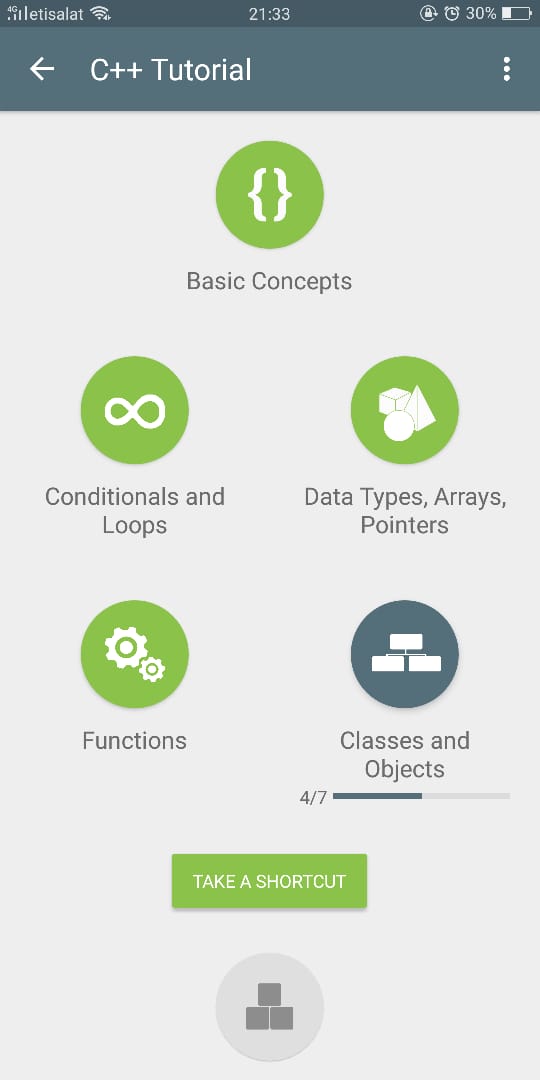 4G etisalat 21:33 30%
C++ Tutorial
{}
Basic Concepts
Conditionals and
Loops
Data Types, Arrays,
Pointers
Functions
Classes and
Objects
4/7
TAKE A SHORTCUT